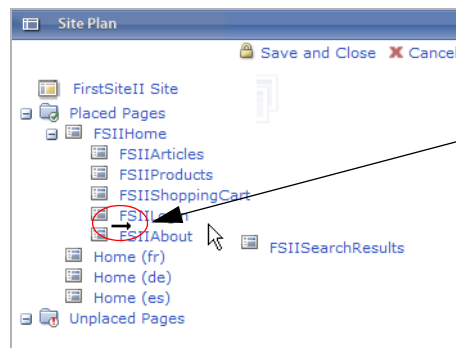 Site Plan
Save and Close Cancel
FirstSiteII Site
Placed Pages
FSIIHome
FSIIArticles
FSIIProducts
FSIIShoppingCart
FSIILogin
FSIIAbout
FSIISearchResults
Home (fr)
Home (de)
Home (es)
Unplaced Pages